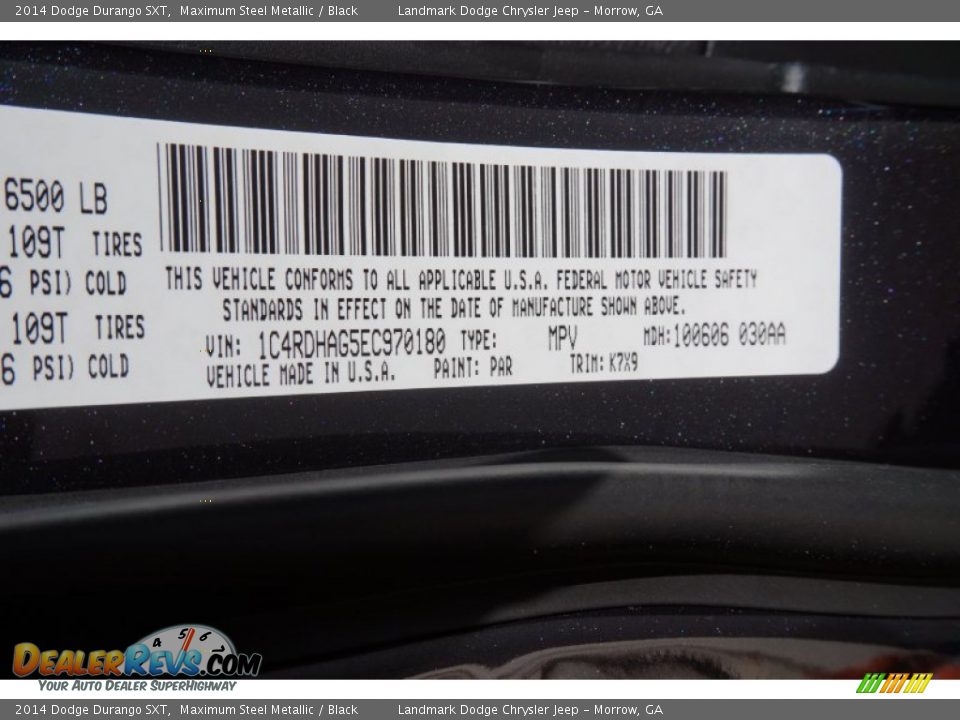 2014 Dodge Durango SXT, Maximum Steel Metallic / Black Landmark Dodge Chrysler Jeep - Morrow, GA
6500 LB
109T TIRES
6 PSI) COLD
109T TIRES
6 PSI) COLD
THIS VEHICLE CONFORMS TO ALL APPLICABLE U.S.A. FEDERAL MOTOR VEHICLE SAFETY
STANDARDS IN EFFECT ON THE DATE OF MANUFACTURE SHOWN ABOVE.
VIN: 1C4RDHAG5EC970180 TYPE: MPV MDH:100606 030AA
VEHICLE MADE IN U.S.A. PAINT: PAR TRIM: K7X9
4 5 6
DEALERREVS.COM
YOUR AUTO DEALER SUPERHIGHWAY
2014 Dodge Durango SXT, Maximum Steel Metallic / Black Landmark Dodge Chrysler Jeep - Morrow, GA